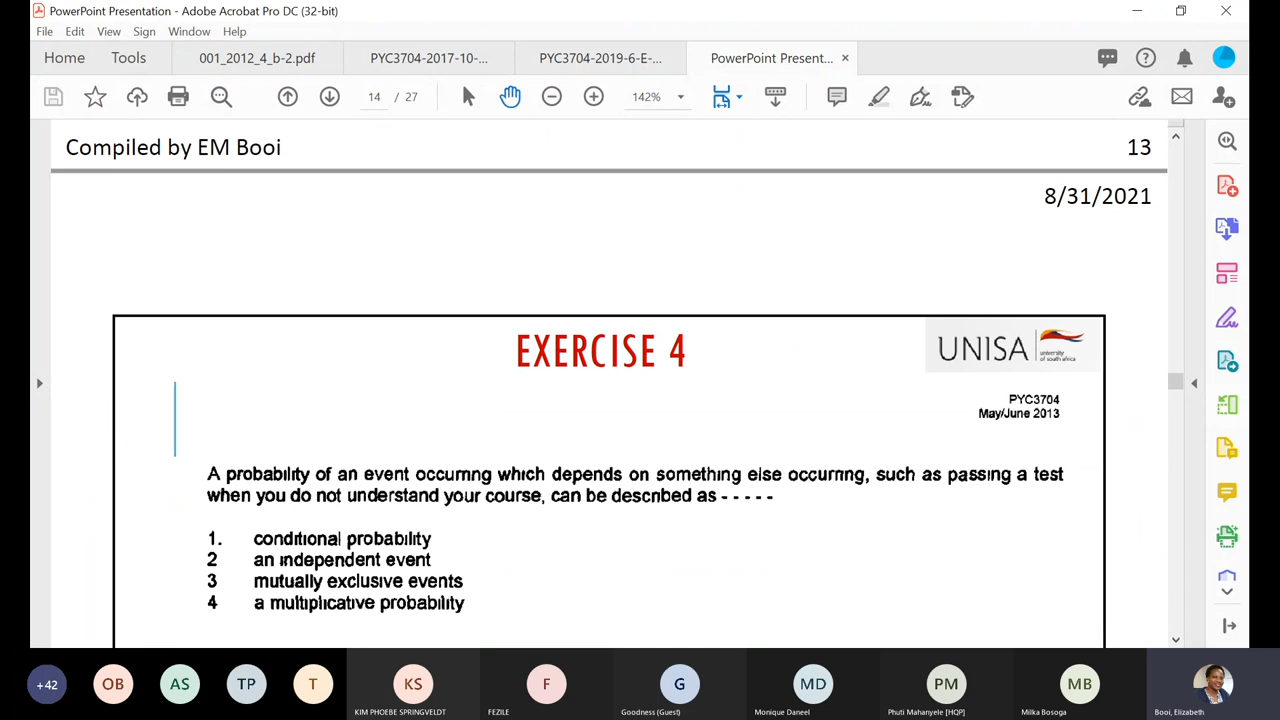 PowerPoint Presentation - Adobe Acrobat Pro DC (32-bit)
File Edit View Sign Window Help
Home Tools 001_2012_4_b-2.pdf PYC3704-2017-10-... PYC3704-2019-6-E-... PowerPoint Present... ×
14 / 27 142%
Compiled by EM Booi 13
8/31/2021
EXERCISE 4
UNISA university of south africa
PYC3704
May/June 2013
A probability of an event occurring which depends on something else occurring, such as passing a test
when you do not understand your course, can be described as - - - - -
1. conditional probability
2 an independent event
3 mutually exclusive events
4 a multiplicative probability
+42 OB AS TP T KS F G MD PM MB
KIM PHOEBE SPRINGVELDT FEZILE Goodness (Guest) Monique Daneel Phuti Mahanyele [HQP] Milka Bosoga Booi, Elizabeth